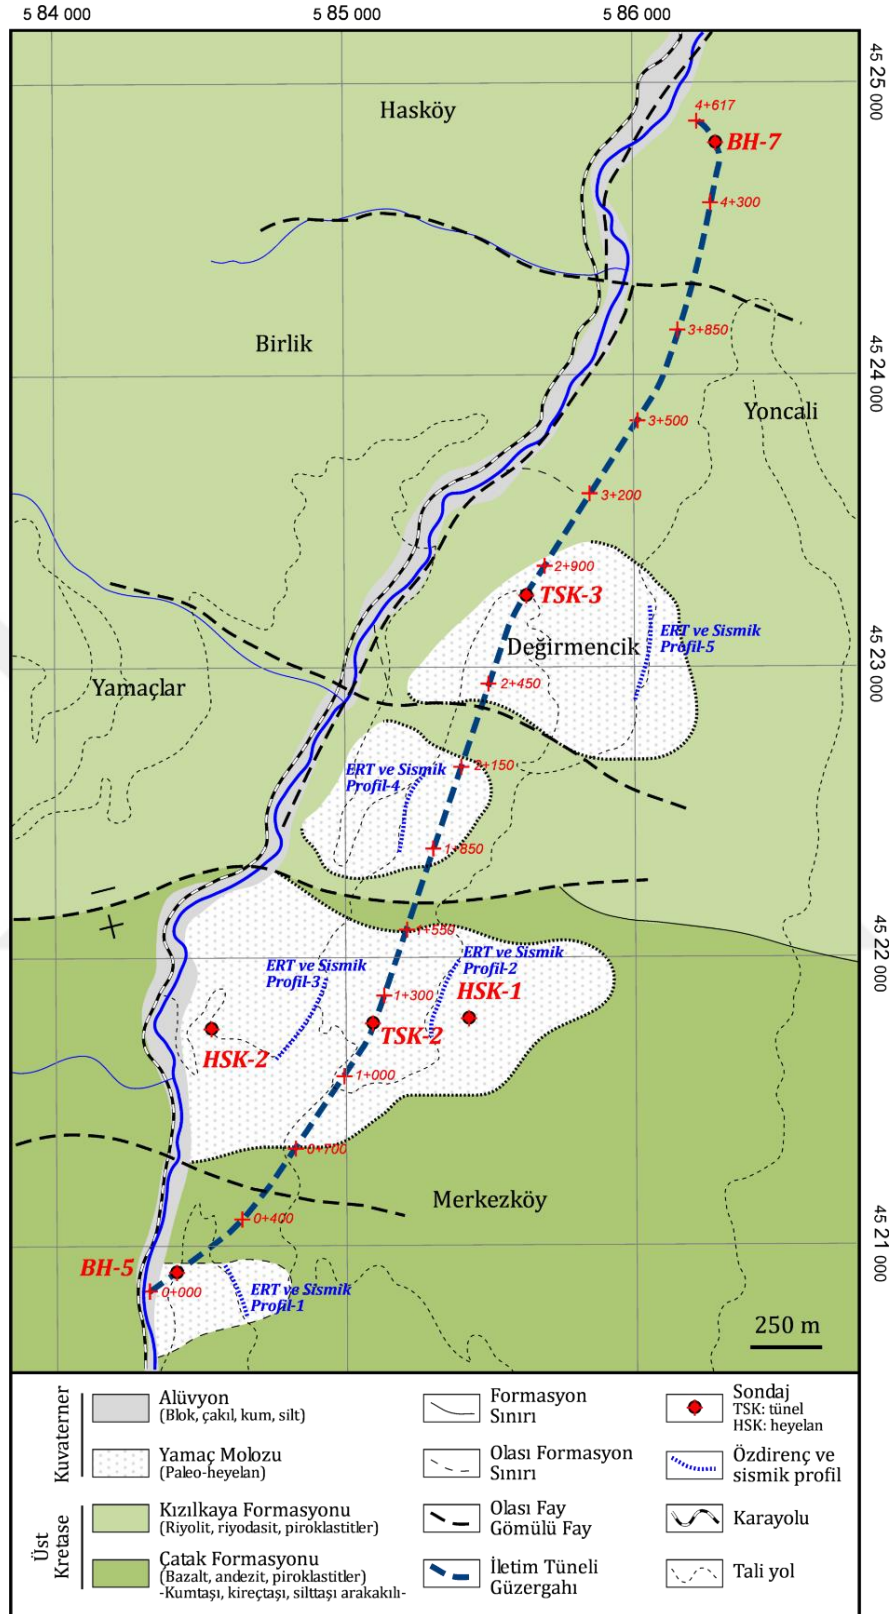 5 84 000
5 85 000
5 86 000
45 25 000
Hasköy
4+617
BH-7
4+300
Birlik
3+850
45 24 000
Yoncali
3+500
3+200
2+900
TSK-3
ERT ve Sismik
Profil-5
Değirmencik
45 23 000
Yamaçlar
2+450
ERT ve Sismik
Profil-4
2+150
1+850
1+550
45 22 000
ERT ve Sismik
Profil-3
ERT ve Sismik
Profil-2
HSK-1
1+300
TSK-2
HSK-2
1+000
0+700
Merkezköy
0+400
45 21 000
BH-5
0+000
ERT ve Sismik
Profil-1
250 m
Kuvaterner
Alüvyon
(Blok, çakıl, kum, silt)
Yamaç Molozu
(Paleo-heyelan)
Üst
Kretase
Kızılkaya Formasyonu
(Riyolit, riyodasit, piroklastitler)
Çatak Formasyonu
(Bazalt, andezit, piroklastitler)
-Kumtaşı, kireçtaşı, silttaşı arakakılı-
Formasyon
Sınırı
Olası Formasyon
Sınırı
Olası Fay
Gömülü Fay
İletim Tüneli
Güzergahı
Sondaj
TSK: tünel
HSK: heyelan
Özdirenç ve
sismik profil
Karayolu
Tali yol